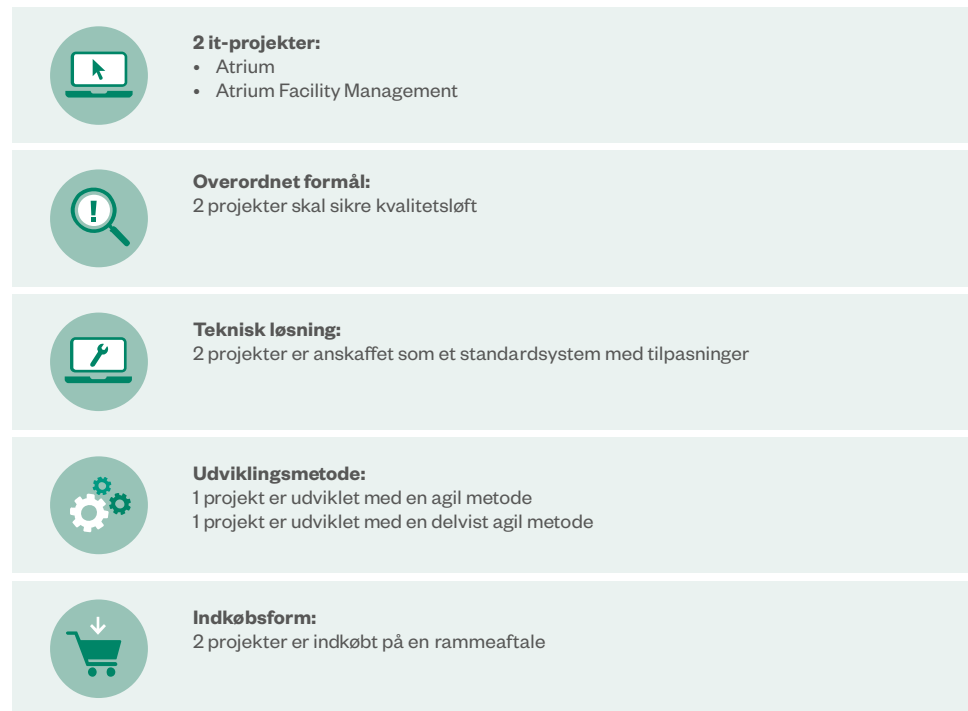 2 it-projekter:
• Atrium
• Atrium Facility Management
Overordnet formål:
2 projekter skal sikre kvalitetsløft
Teknisk løsning:
2 projekter er anskaffet som et standardsystem med tilpasninger
Udviklingsmetode:
1 projekt er udviklet med en agil metode
1 projekt er udviklet med en delvist agil metode
Indkøbsform:
2 projekter er indkøbt på en rammeaftale